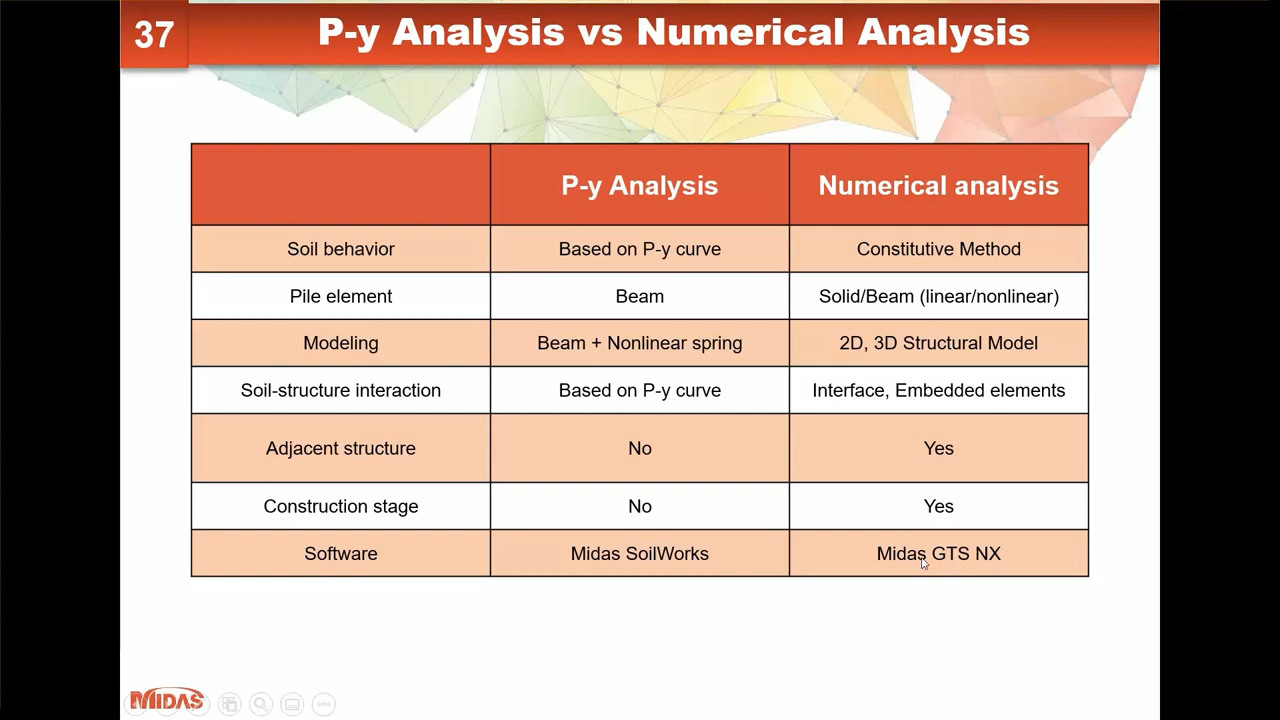 37
P-y Analysis vs Numerical Analysis
P-y Analysis
Numerical analysis
Soil behavior
Based on P-y curve
Constitutive Method
Pile element
Beam
Solid/Beam (linear/nonlinear)
Modeling
Beam + Nonlinear spring
2D, 3D Structural Model
Soil-structure interaction
Based on P-y curve
Interface, Embedded elements
Adjacent structure
No
Yes
Construction stage
No
Yes
Software
Midas SoilWorks
Midas GTS NX
MIDAS